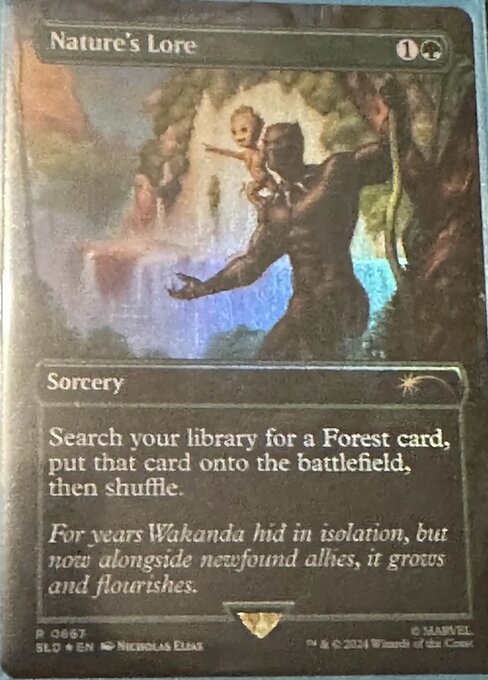 Nature's Lore 1
Sorcery
Search your library for a Forest card,
put that card onto the battlefield,
then shuffle.
For years Wakanda hid in isolation, but
now alongside newfound allies, it grows
and flourishes.
R 0667 © MARVEL
SLD ★ EN Nicholas Elias ™ & © 2024 Wizards of the Coast